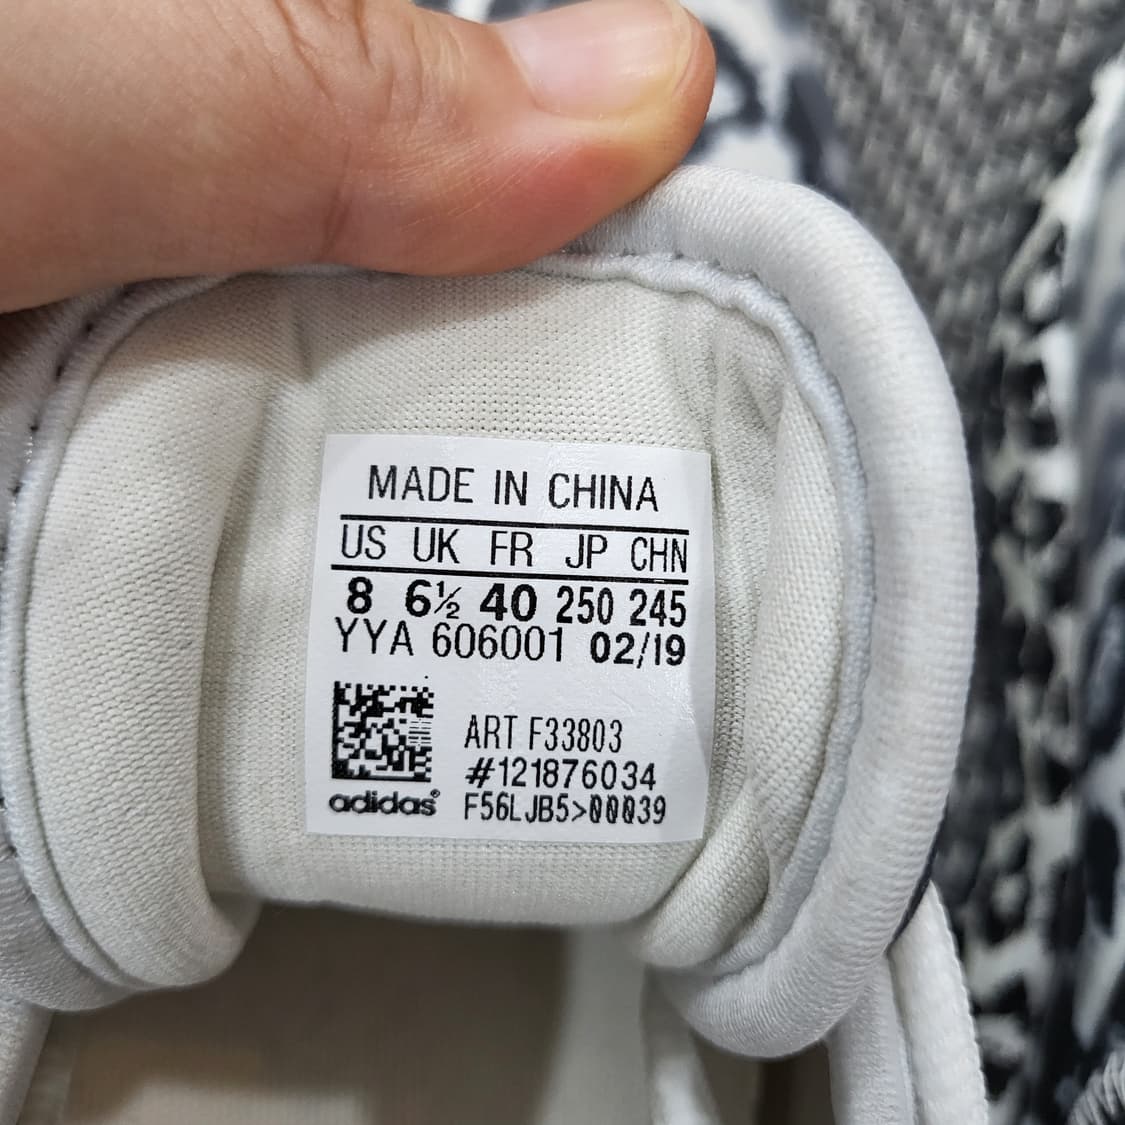 MADE IN CHINA
US UK FR JP CHN
8 6½ 40 250 245
YYA 606001 02/19
ART F33803
#121876034
adidas® F56LJB5>00039